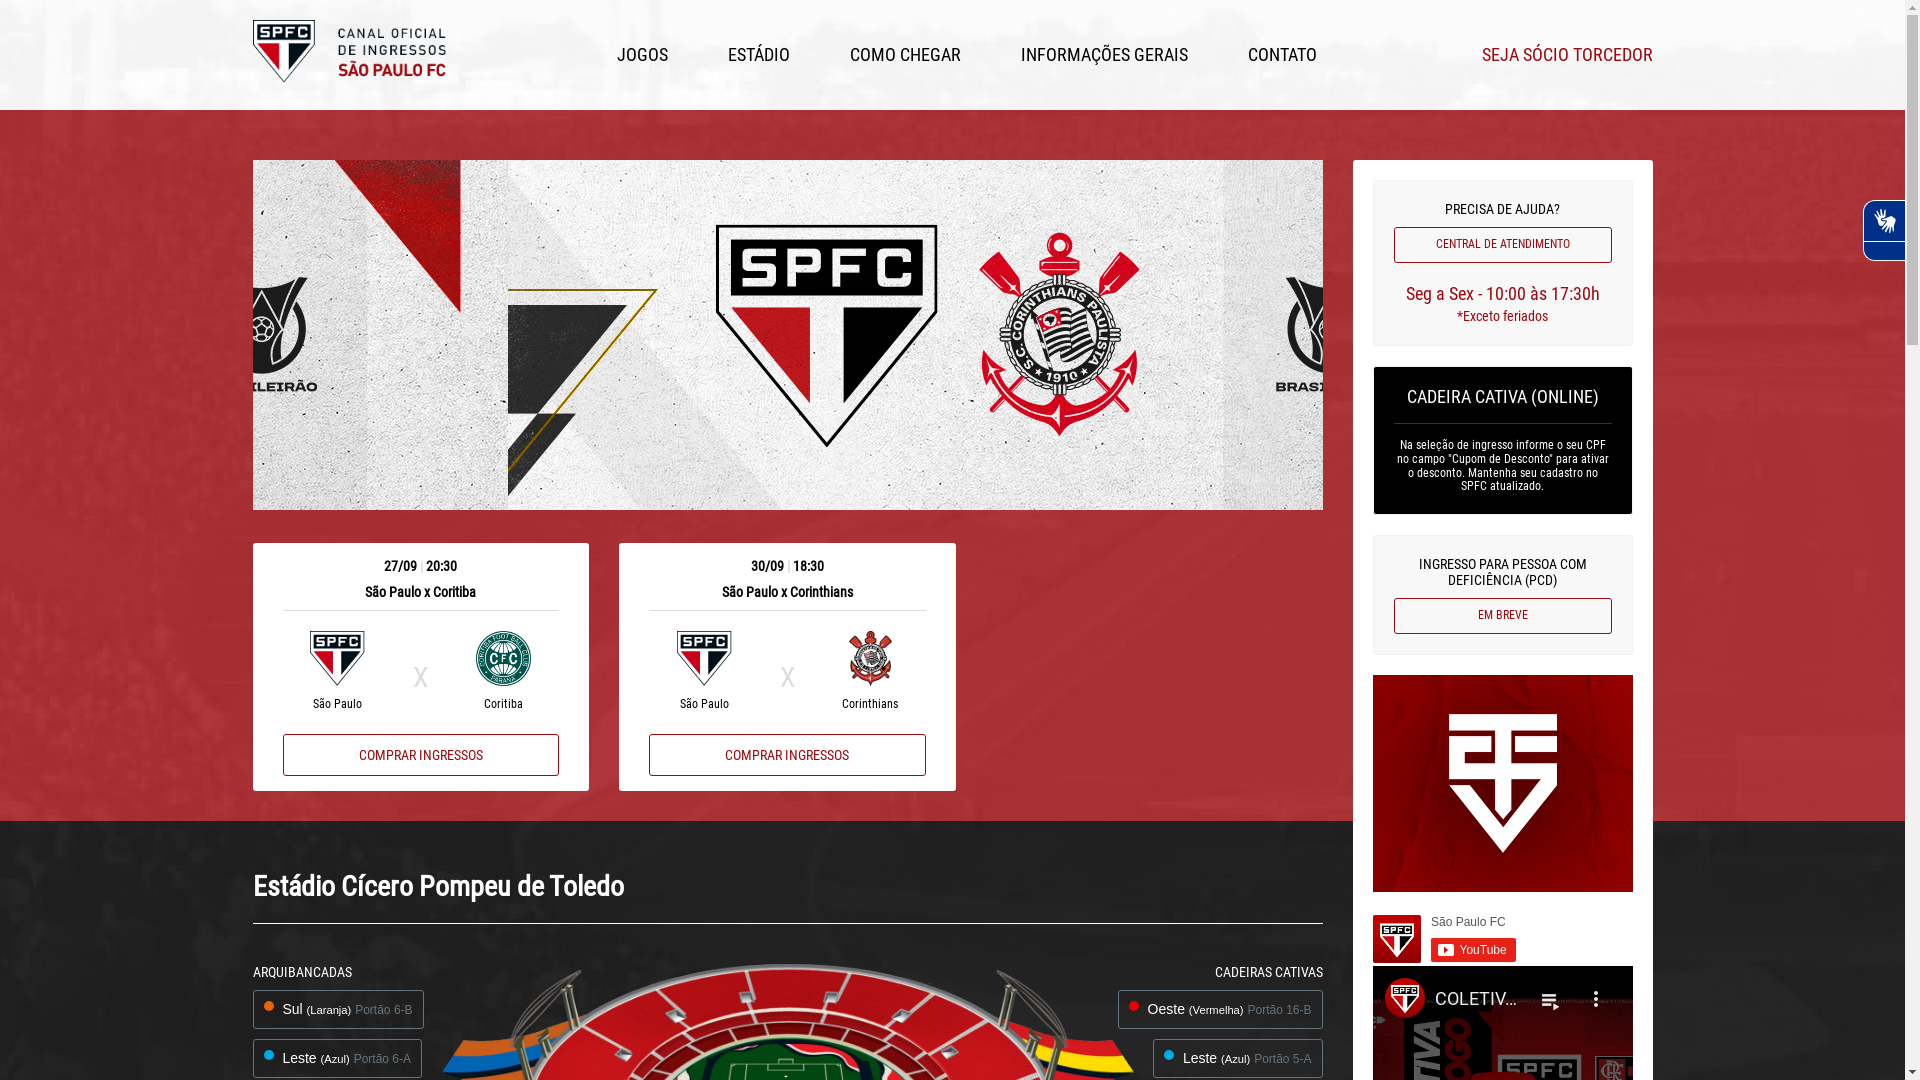 SPFC
CANAL OFICIAL
DE INGRESSOS
SÃO PAULO FC
JOGOS
ESTÁDIO
COMO CHEGAR
INFORMAÇÕES GERAIS
CONTATO
SEJA SÓCIO TORCEDOR
ILEIRÃO
SPFC
S.C. CORINTHIANS PAULISTA
1910
BRASI
PRECISA DE AJUDA?
CENTRAL DE ATENDIMENTO
Seg a Sex - 10:00 às 17:30h
*Exceto feriados
CADEIRA CATIVA (ONLINE)
Na seleção de ingresso informe o seu CPF
no campo "Cupom de Desconto" para ativar
o desconto. Mantenha seu cadastro no
SPFC atualizado.
INGRESSO PARA PESSOA COM
DEFICIÊNCIA (PCD)
EM BREVE
27/09 | 20:30
São Paulo x Coritiba
SPFC
X
CFC
São Paulo
Coritiba
COMPRAR INGRESSOS
30/09 | 18:30
São Paulo x Corinthians
SPFC
X
São Paulo
Corinthians
COMPRAR INGRESSOS
São Paulo FC
SPFC
YouTube
SPFC
COLETIV...
SPFC
Estádio Cícero Pompeu de Toledo
ARQUIBANCADAS
Sul (Laranja) Portão 6-B
Leste (Azul) Portão 6-A
CADEIRAS CATIVAS
Oeste (Vermelha) Portão 16-B
Leste (Azul) Portão 5-A